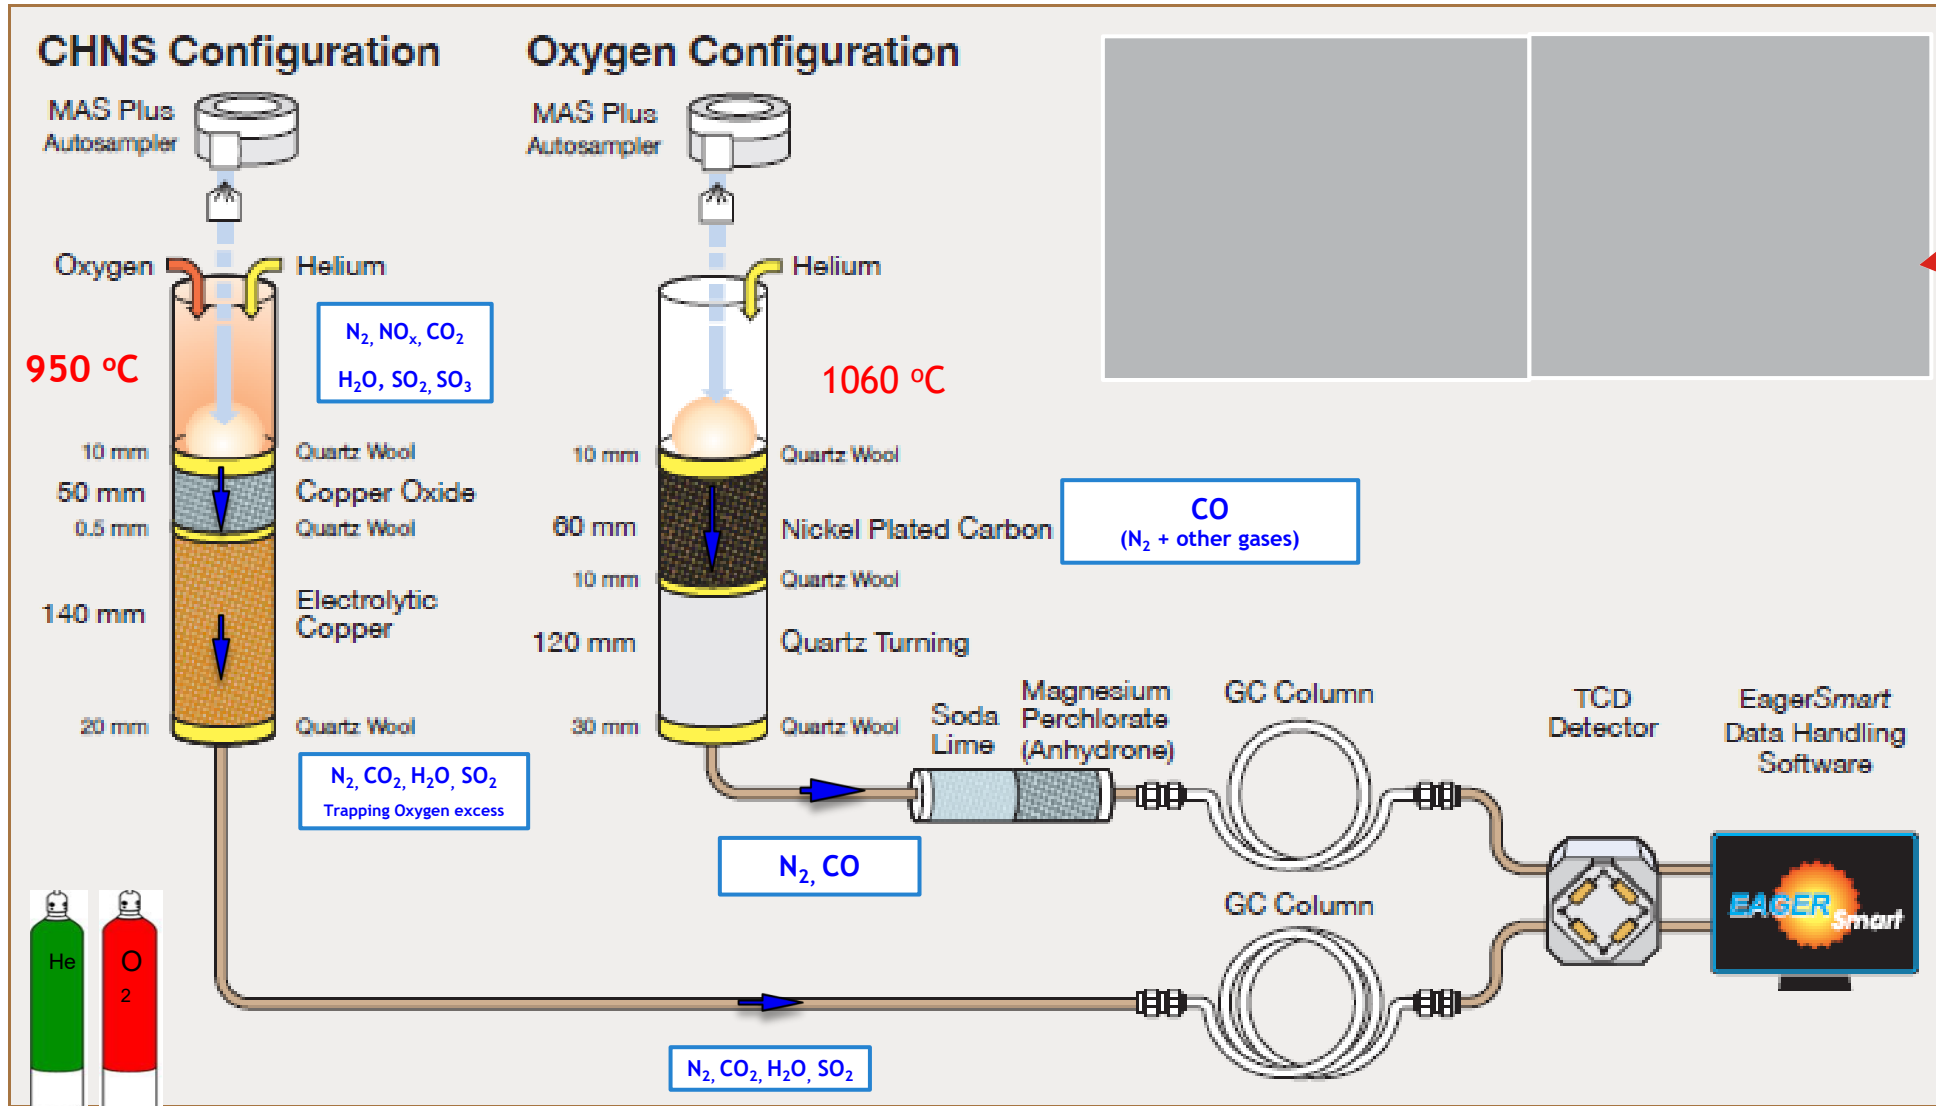 CHNS Configuration
MAS Plus
Autosampler
Oxygen
Helium
950 ºC
N₂, NOₓ, CO₂
H₂O, SO₂, SO₃
10 mm
Quartz Wool
50 mm
Copper Oxide
0.5 mm
Quartz Wool
140 mm
Electrolytic
Copper
20 mm
Quartz Wool
N₂, CO₂, H₂O, SO₂
Trapping Oxygen excess
He
O
2
Oxygen Configuration
MAS Plus
Autosampler
Helium
1060 ºC
10 mm
Quartz Wool
60 mm
Nickel Plated Carbon
CO
(N₂ + other gases)
10 mm
Quartz Wool
120 mm
Quartz Turning
30 mm
Quartz Wool
Soda
Lime
Magnesium
Perchlorate
(Anhydrone)
N₂, CO
GC Column
GC Column
N₂, CO₂, H₂O, SO₂
TCD
Detector
EagerSmart
Data Handling
Software
EAGER
Smart